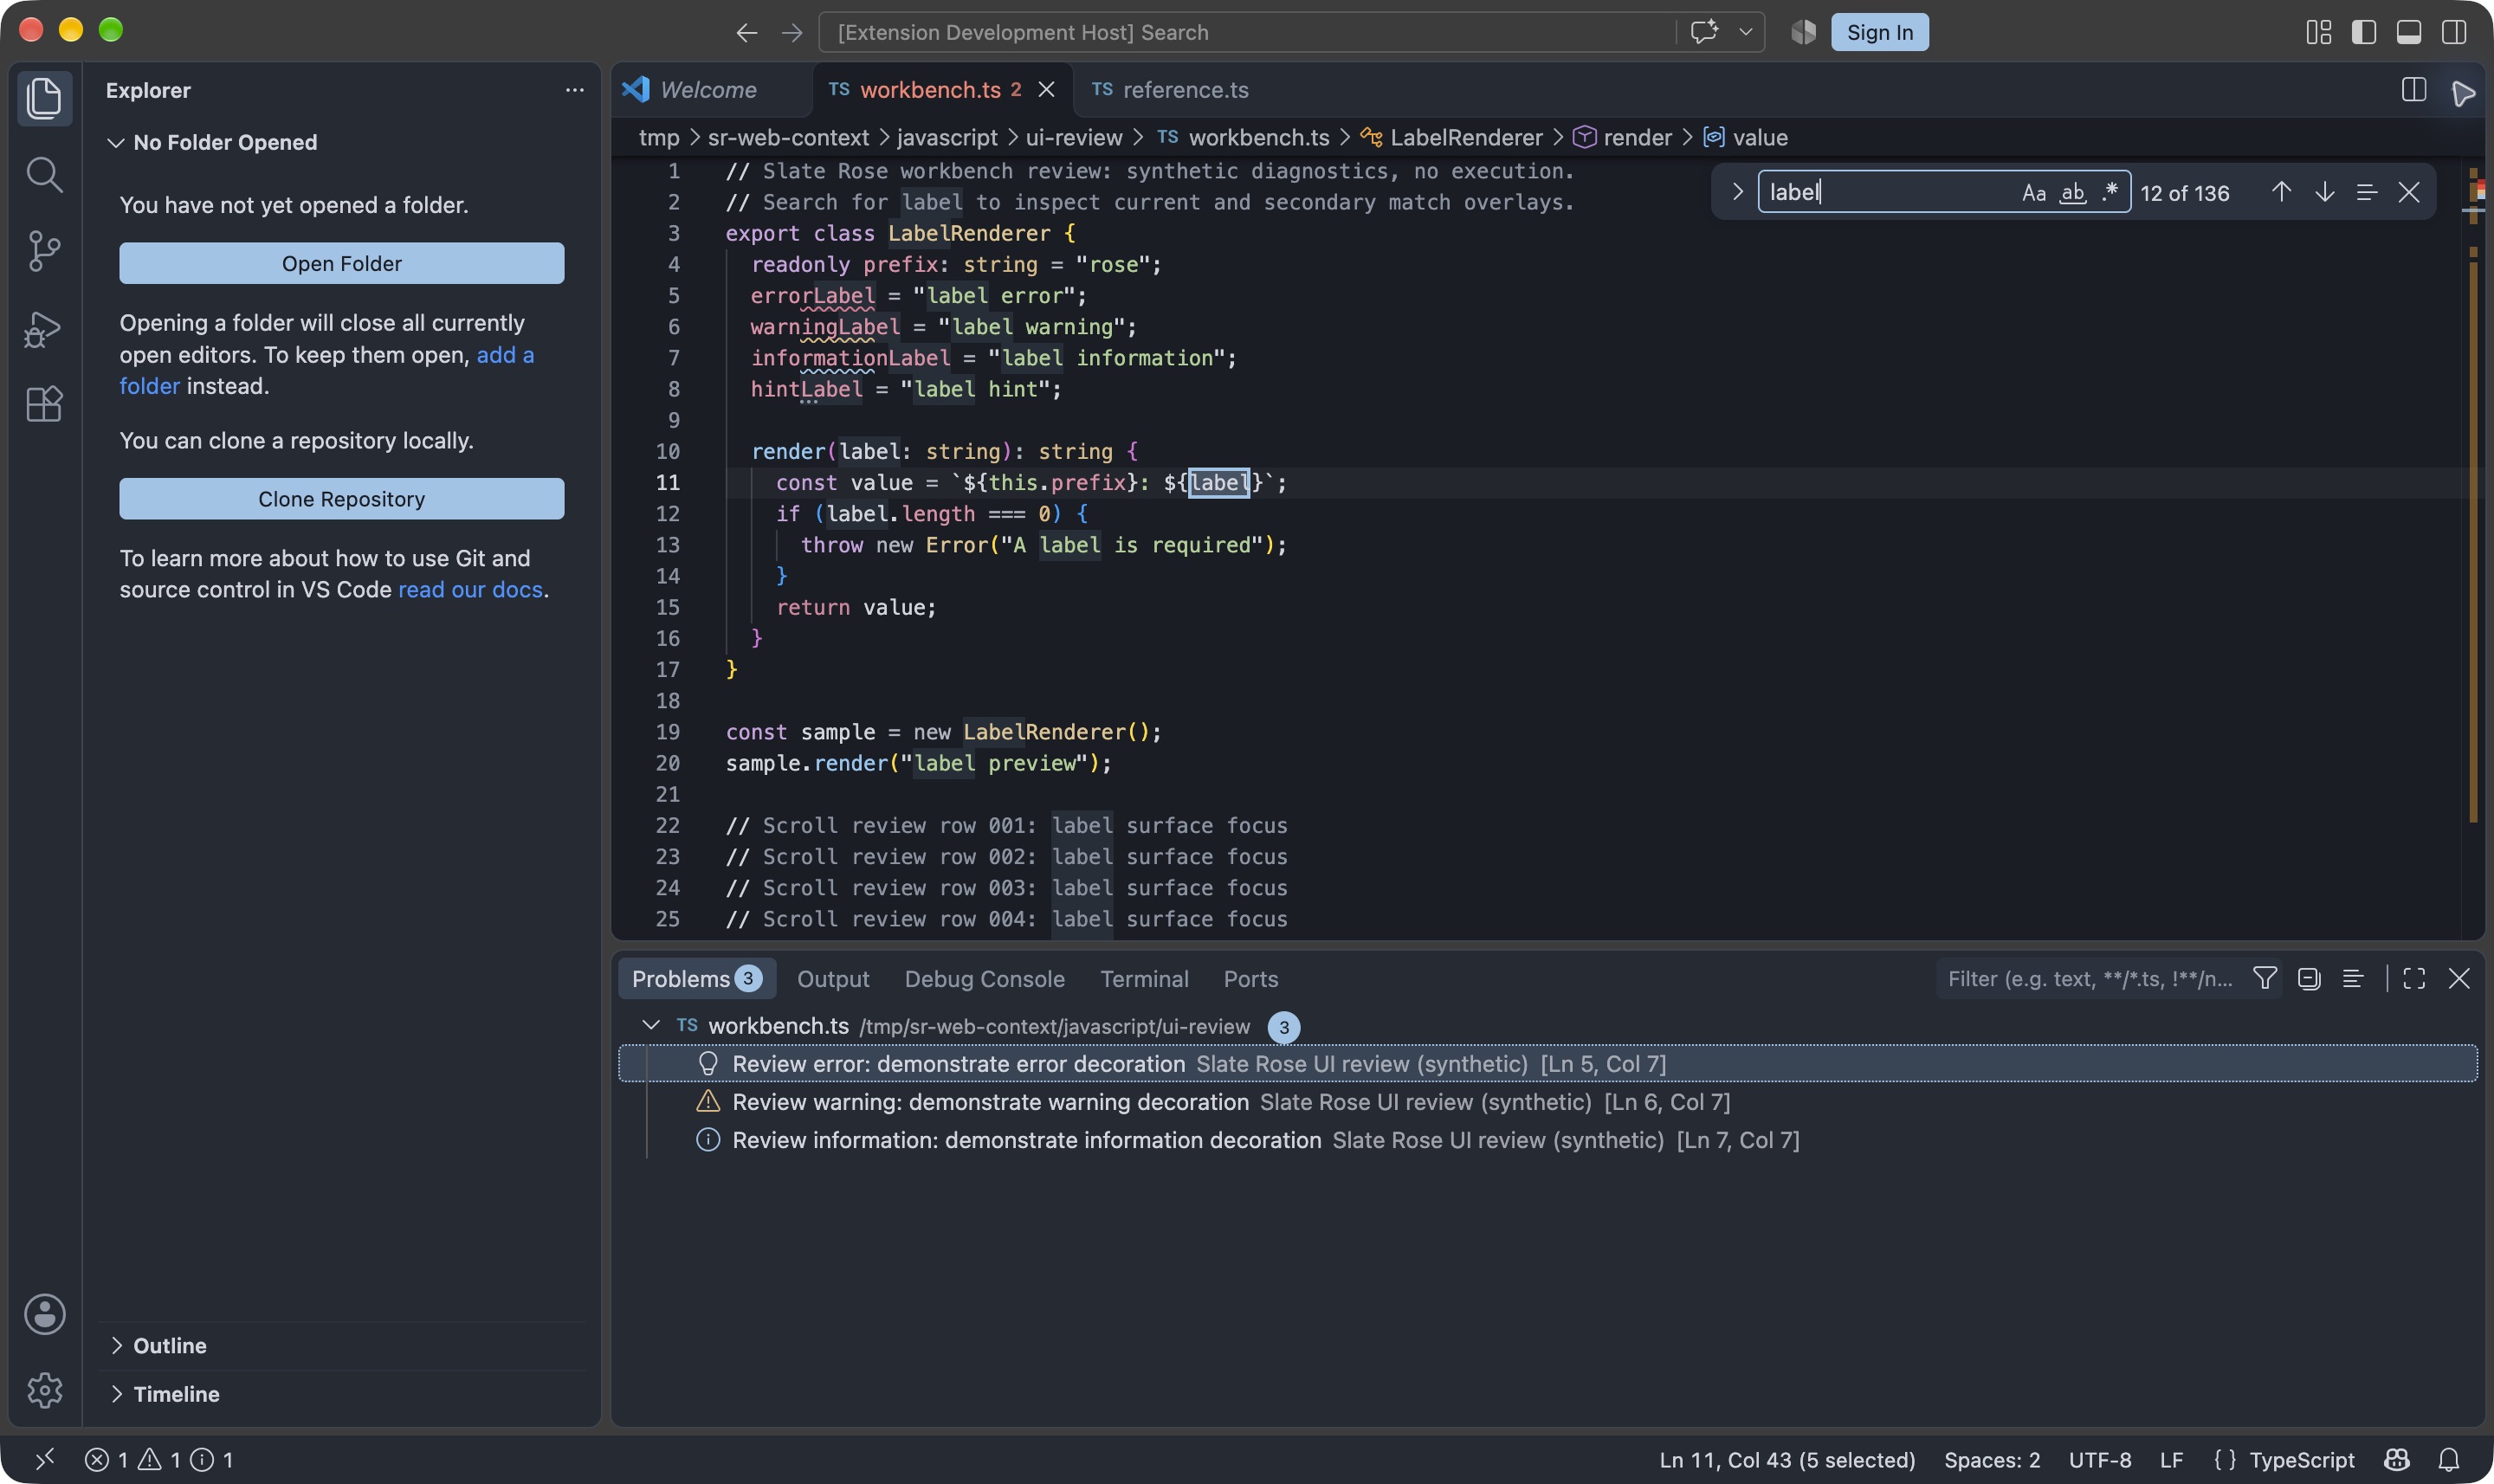 [Extension Development Host] Search
Sign In
Explorer
No Folder Opened
You have not yet opened a folder.
Open Folder
Opening a folder will close all currently
open editors. To keep them open, add a
folder instead.
You can clone a repository locally.
Clone Repository
To learn more about how to use Git and
source control in VS Code read our docs.
Outline
Timeline
Welcome
TS workbench.ts 2
TS reference.ts
tmp > sr-web-context > javascript > ui-review > TS workbench.ts > LabelRenderer > render > value
label Aa ab .* 12 of 136
1 // Slate Rose workbench review: synthetic diagnostics, no execution.
2 // Search for label to inspect current and secondary match overlays.
3 export class LabelRenderer {
4 readonly prefix: string = "rose";
5 errorLabel = "label error";
6 warningLabel = "label warning";
7 informationLabel = "label information";
8 hintLabel = "label hint";
9
10 render(label: string): string {
11 const value = `${this.prefix}: ${label}`;
12 if (label.length === 0) {
13 throw new Error("A label is required");
14 }
15 return value;
16 }
17 }
18
19 const sample = new LabelRenderer();
20 sample.render("label preview");
21
22 // Scroll review row 001: label surface focus
23 // Scroll review row 002: label surface focus
24 // Scroll review row 003: label surface focus
25 // Scroll review row 004: label surface focus
Problems 3 Output Debug Console Terminal Ports
Filter (e.g. text, **/*.ts, !**/n...
TS workbench.ts /tmp/sr-web-context/javascript/ui-review 3
Review error: demonstrate error decoration Slate Rose UI review (synthetic) [Ln 5, Col 7]
Review warning: demonstrate warning decoration Slate Rose UI review (synthetic) [Ln 6, Col 7]
Review information: demonstrate information decoration Slate Rose UI review (synthetic) [Ln 7, Col 7]
1 1 1
Ln 11, Col 43 (5 selected) Spaces: 2 UTF-8 LF { } TypeScript